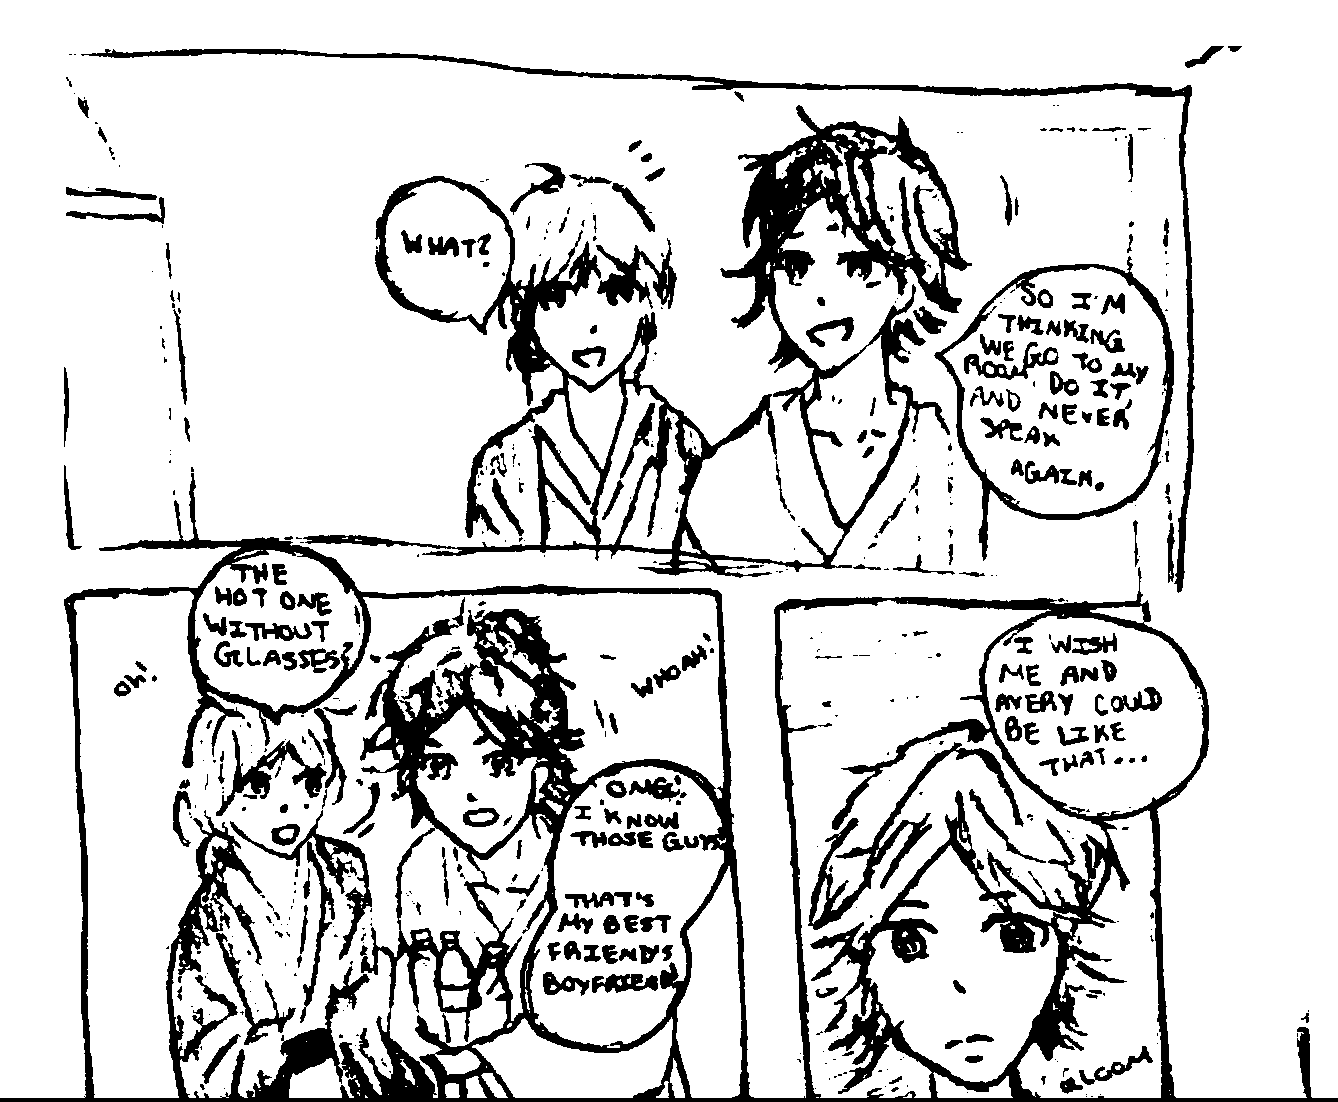 WHAT?
SO I'M
THINKING
WE GO TO MY
ROOM, DO IT,
AND NEVER
SPEAK
AGAIN.
THE
HOT ONE
WITHOUT
GLASSES?
OH!
WHOAH!
OMG!
I KNOW
THOSE GUYS!
THAT'S
MY BEST
FRIEND'S
BOYFRIEND!
I WISH
ME AND
AVERY COULD
BE LIKE
THAT...
GLOOM